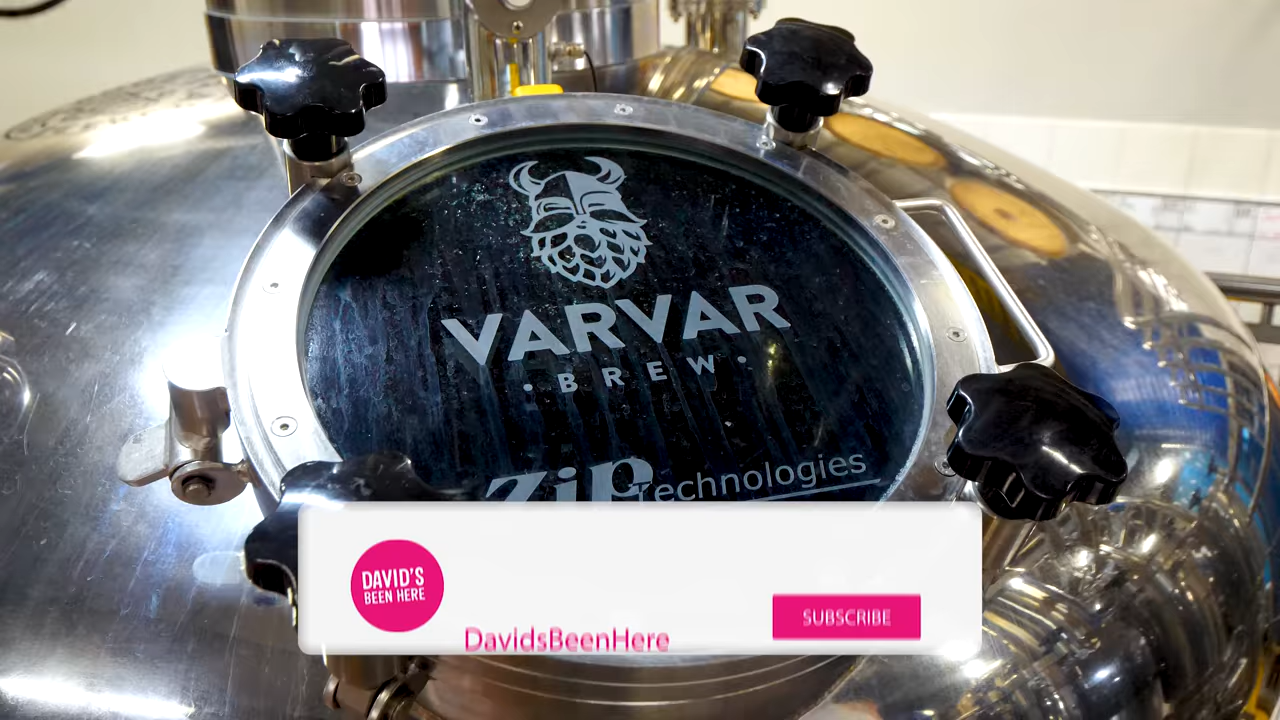 VARVAR
• BREW •
zip Technologies
DAVID'S
BEEN HERE
DavidsBeenHere
SUBSCRIBE